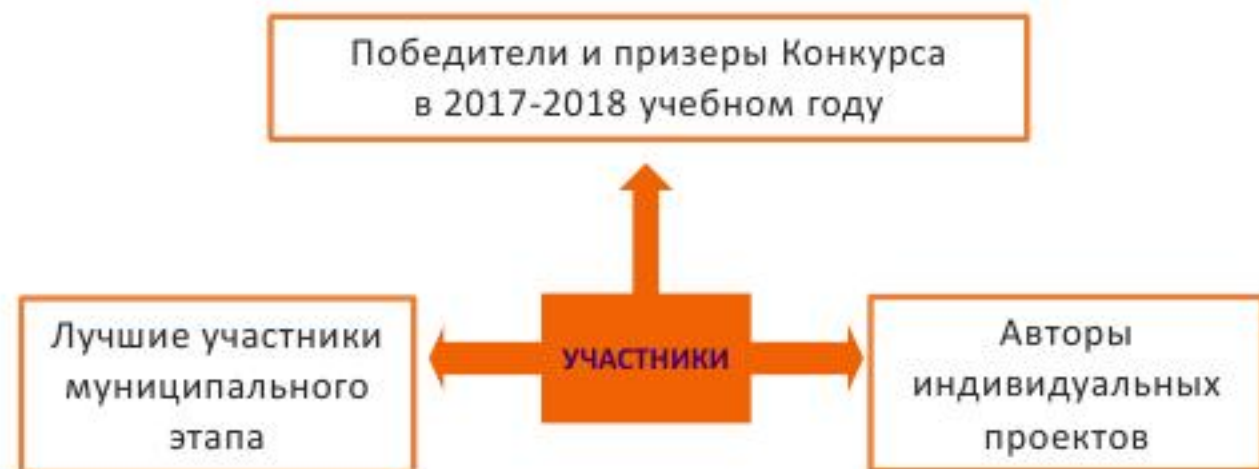 Победители и призеры Конкурса
в 2017-2018 учебном году
Лучшие участники
муниципального
этапа
УЧАСТНИКИ
Авторы
индивидуальных
проектов